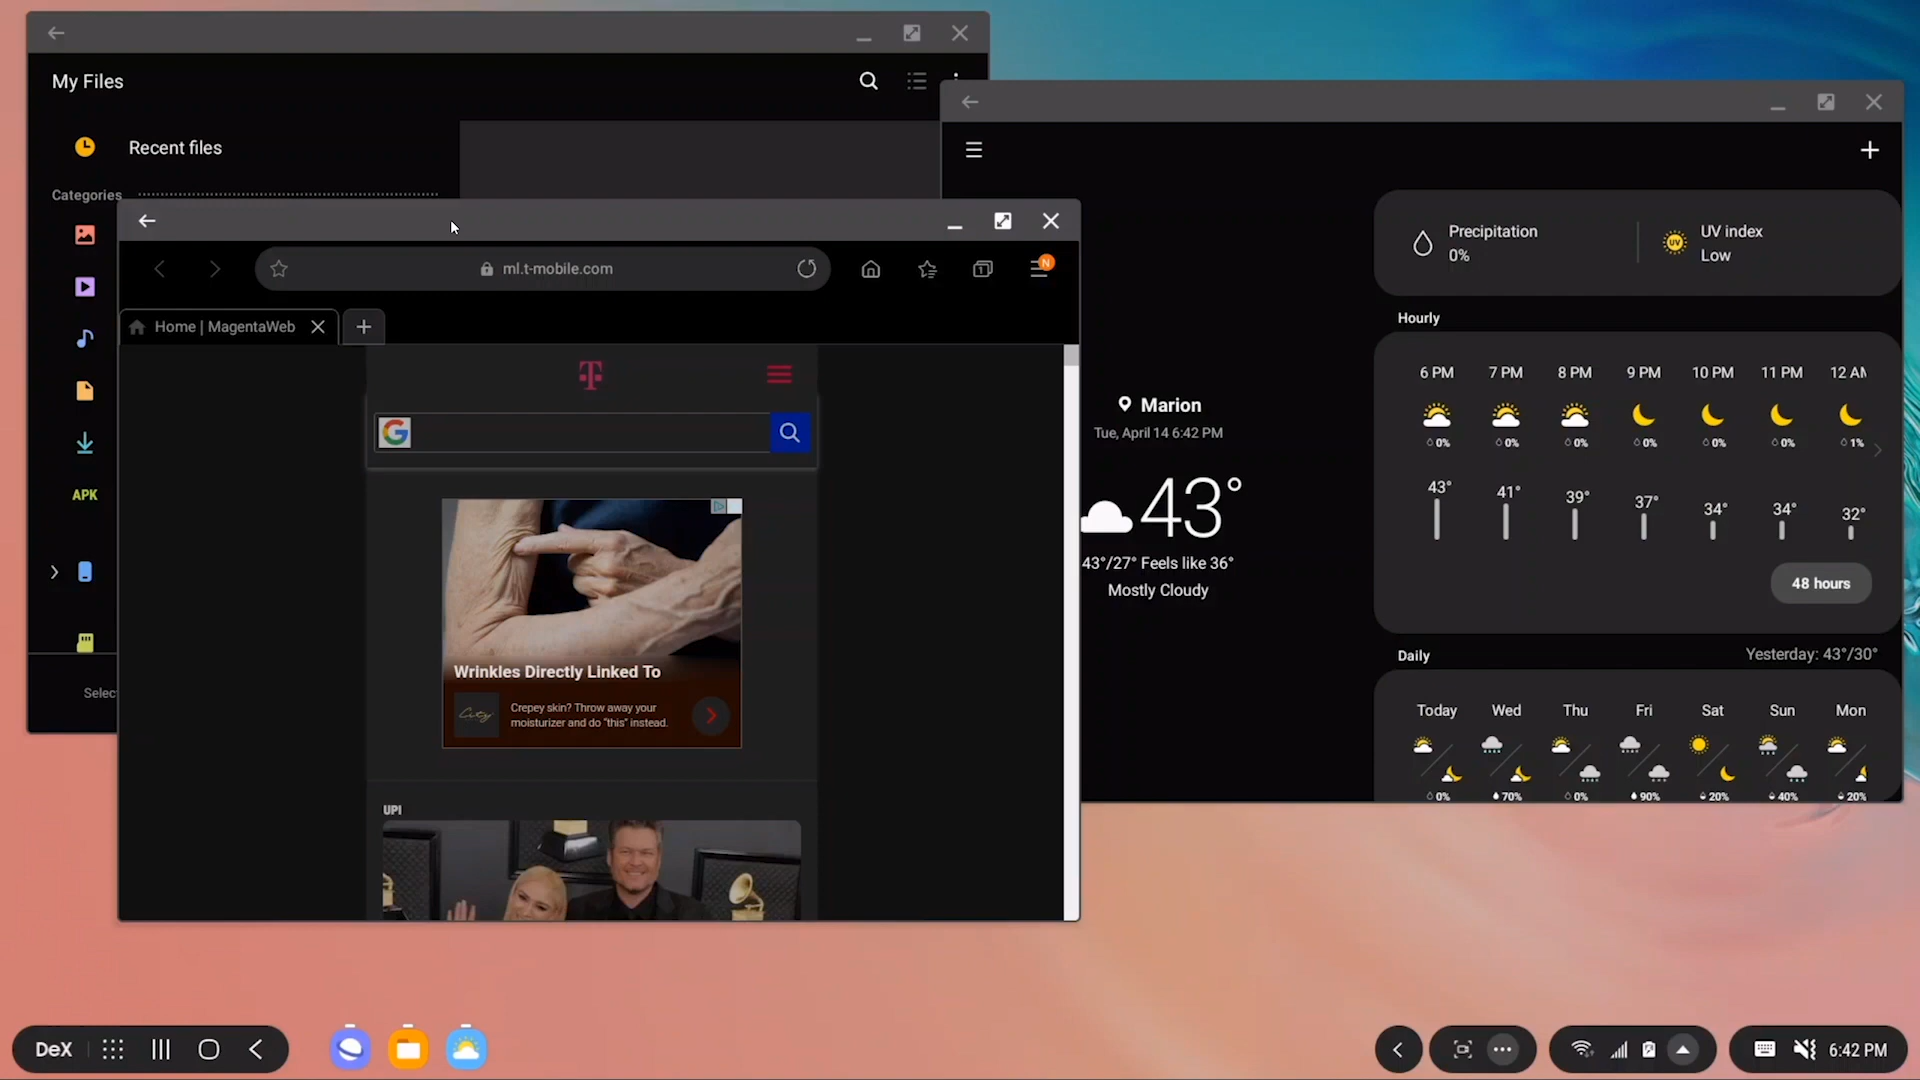 My Files
Recent files
Categories
APK
Selec
ml.t-mobile.com
1
N
Home | MagentaWeb
T
G
Wrinkles Directly Linked To
City
Crepey skin? Throw away your
moisturizer and do "this" instead.
UPI
Marion
Tue, April 14 6:42 PM
43°
43°/27° Feels like 36°
Mostly Cloudy
Precipitation
0%
UV
UV index
Low
Hourly
6 PM 7 PM 8 PM 9 PM 10 PM 11 PM 12 AM
0% 0% 0% 0% 0% 0% 1%
43° 41° 39° 37° 34° 34° 32°
48 hours
Daily
Yesterday: 43°/30°
Today Wed Thu Fri Sat Sun Mon
0% 70% 0% 90% 20% 40% 20%
DeX
6:42 PM